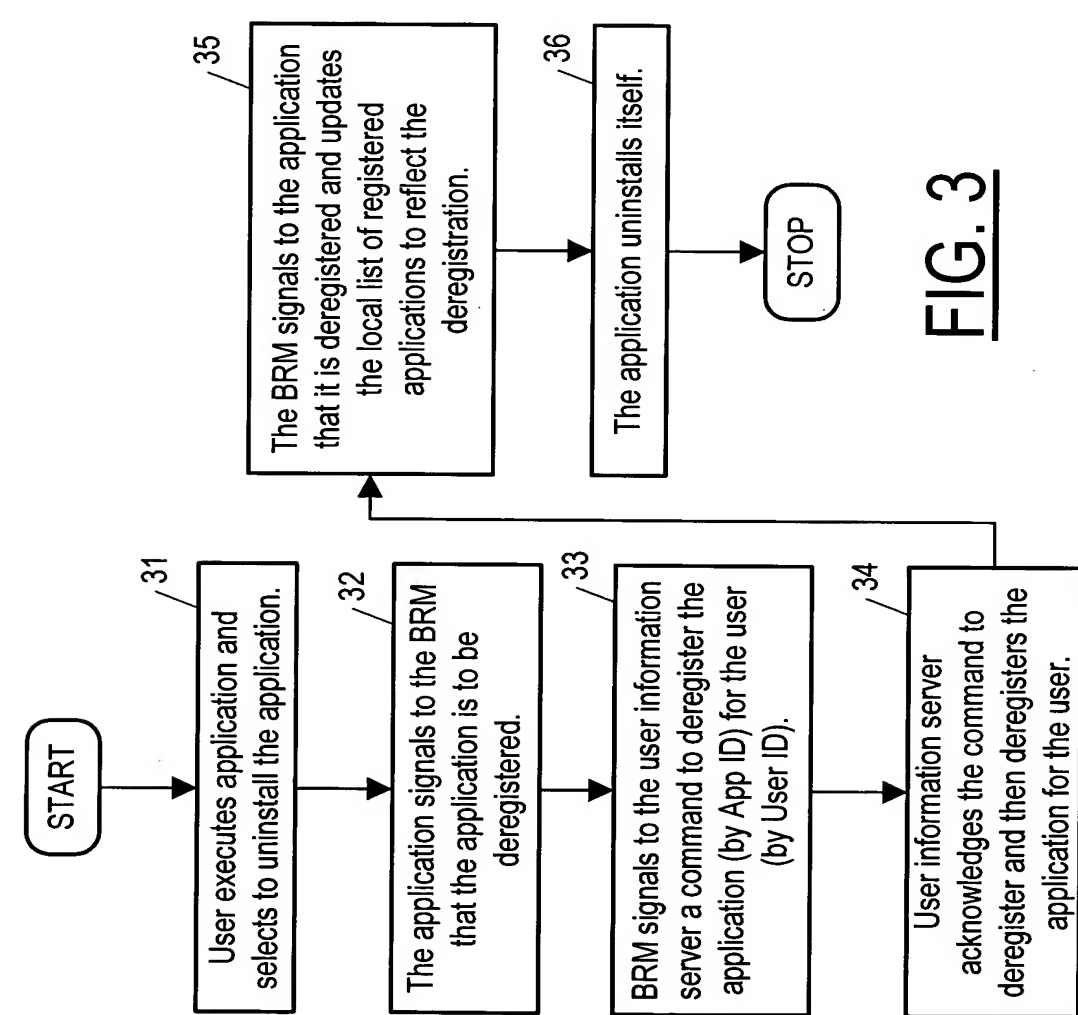 START
31
User executes application and
selects to uninstall the application.
32
The application signals to the BRM
that the application is to be
deregistered.
33
BRM signals to the user information
server a command to deregister the
application (by App ID) for the user
(by User ID).
34
User information server
acknowledges the command to
deregister and then deregisters the
application for the user.
35
The BRM signals to the application
that it is deregistered and updates
the local list of registered
applications to reflect the
deregistration.
36
The application uninstalls itself.
STOP
FIG. 3